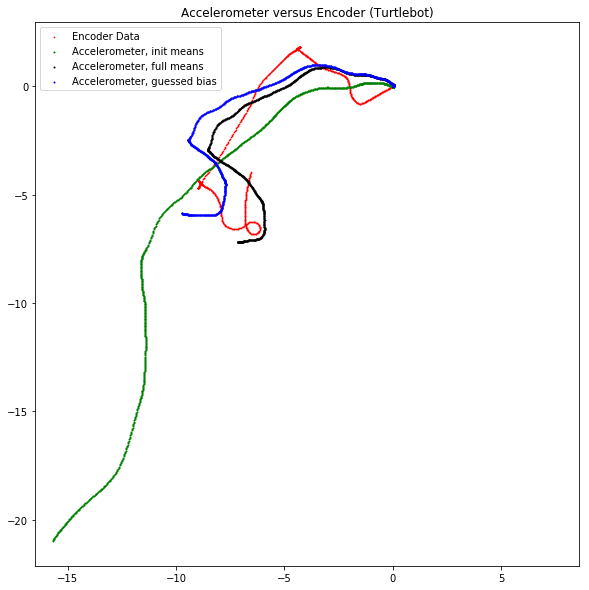 Accelerometer versus Encoder (Turtlebot)
Encoder Data
Accelerometer, init means
Accelerometer, full means
Accelerometer, guessed bias
0
−5
−10
−15
−20
−15
−10
−5
0
5